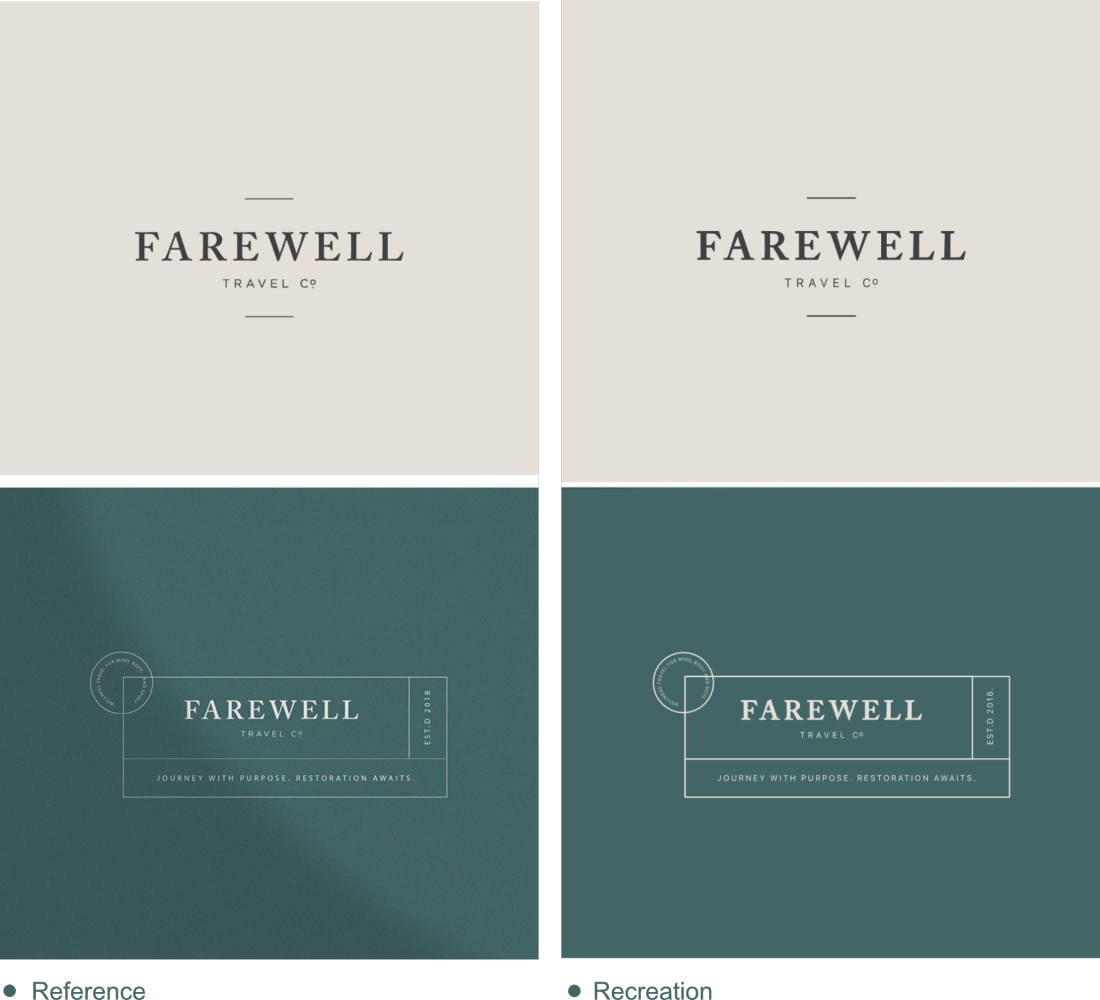 FAREWELL
TRAVEL Cº
FAREWELL
TRAVEL Cº
WELLNESS TRAVEL FOR MIND, BODY AND
FAREWELL
TRAVEL Cº
EST.D 2018
JOURNEY WITH PURPOSE. RESTORATION AWAITS.
WELLNESS TRAVEL FOR MIND, BODY AND SOUL
FAREWELL
TRAVEL Cº
EST.D 2018.
JOURNEY WITH PURPOSE. RESTORATION AWAITS.
Reference
Recreation